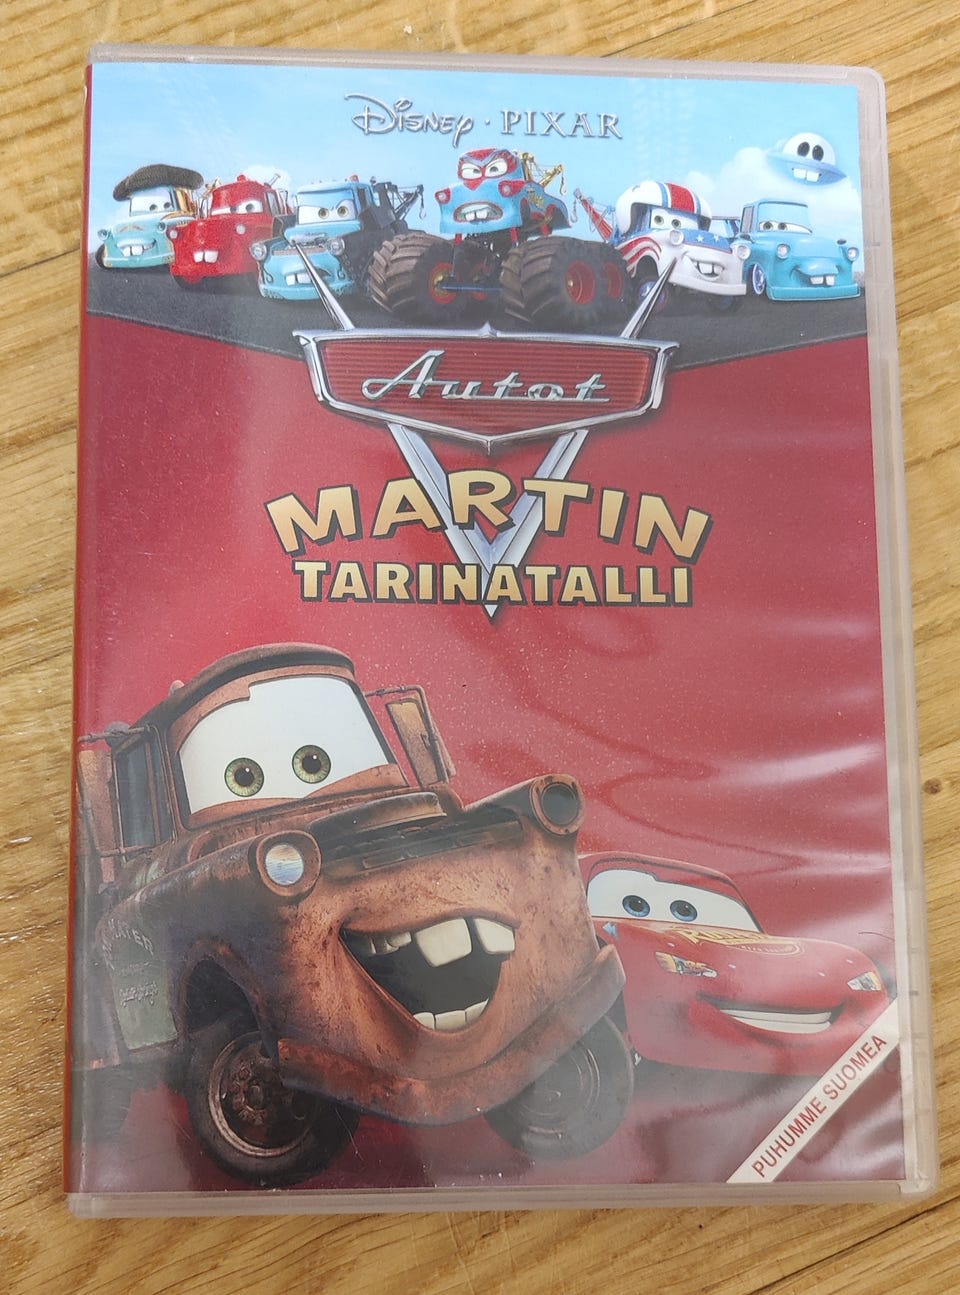 Disney · PIXAR
Autot
MARTIN
TARINATALLI
PUHUMME SUOMEA